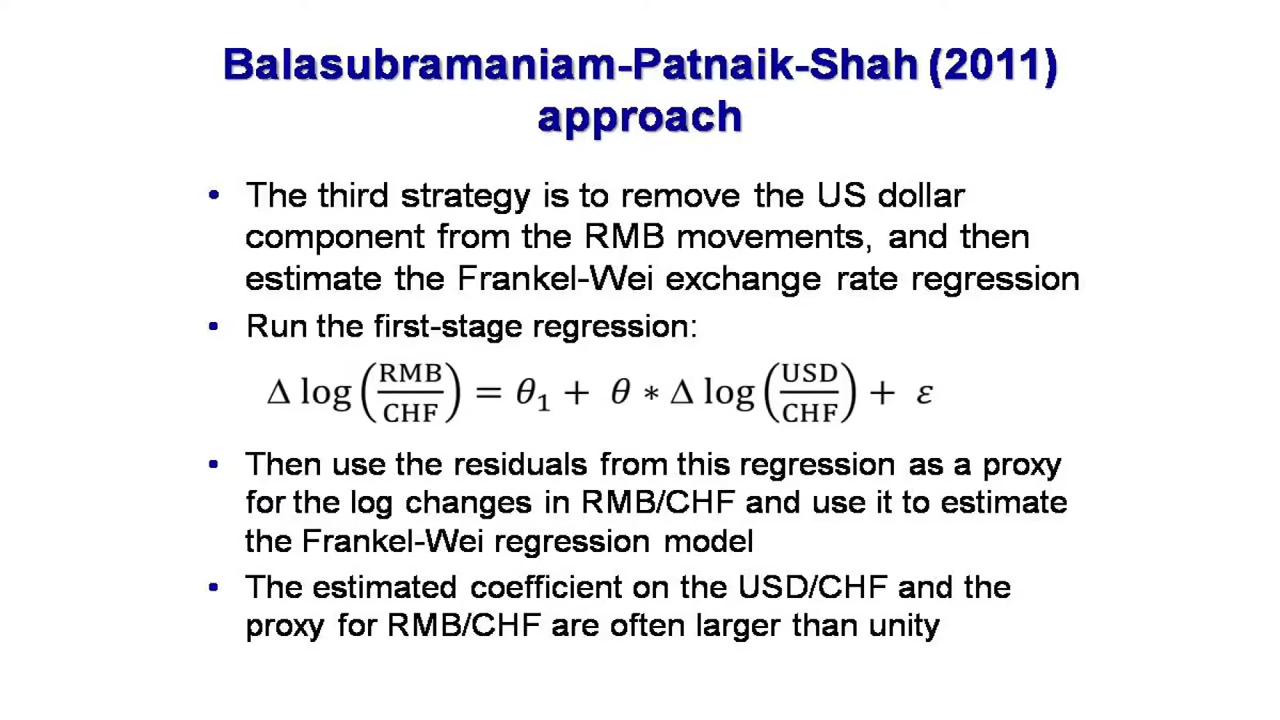 Balasubramaniam-Patnaik-Shah (2011)
approach
• The third strategy is to remove the US dollar
component from the RMB movements, and then
estimate the Frankel-Wei exchange rate regression
• Run the first-stage regression:
Δ log(RMB/CHF) = θ₁ + θ * Δ log(USD/CHF) + ε
• Then use the residuals from this regression as a proxy
for the log changes in RMB/CHF and use it to estimate
the Frankel-Wei regression model
• The estimated coefficient on the USD/CHF and the
proxy for RMB/CHF are often larger than unity